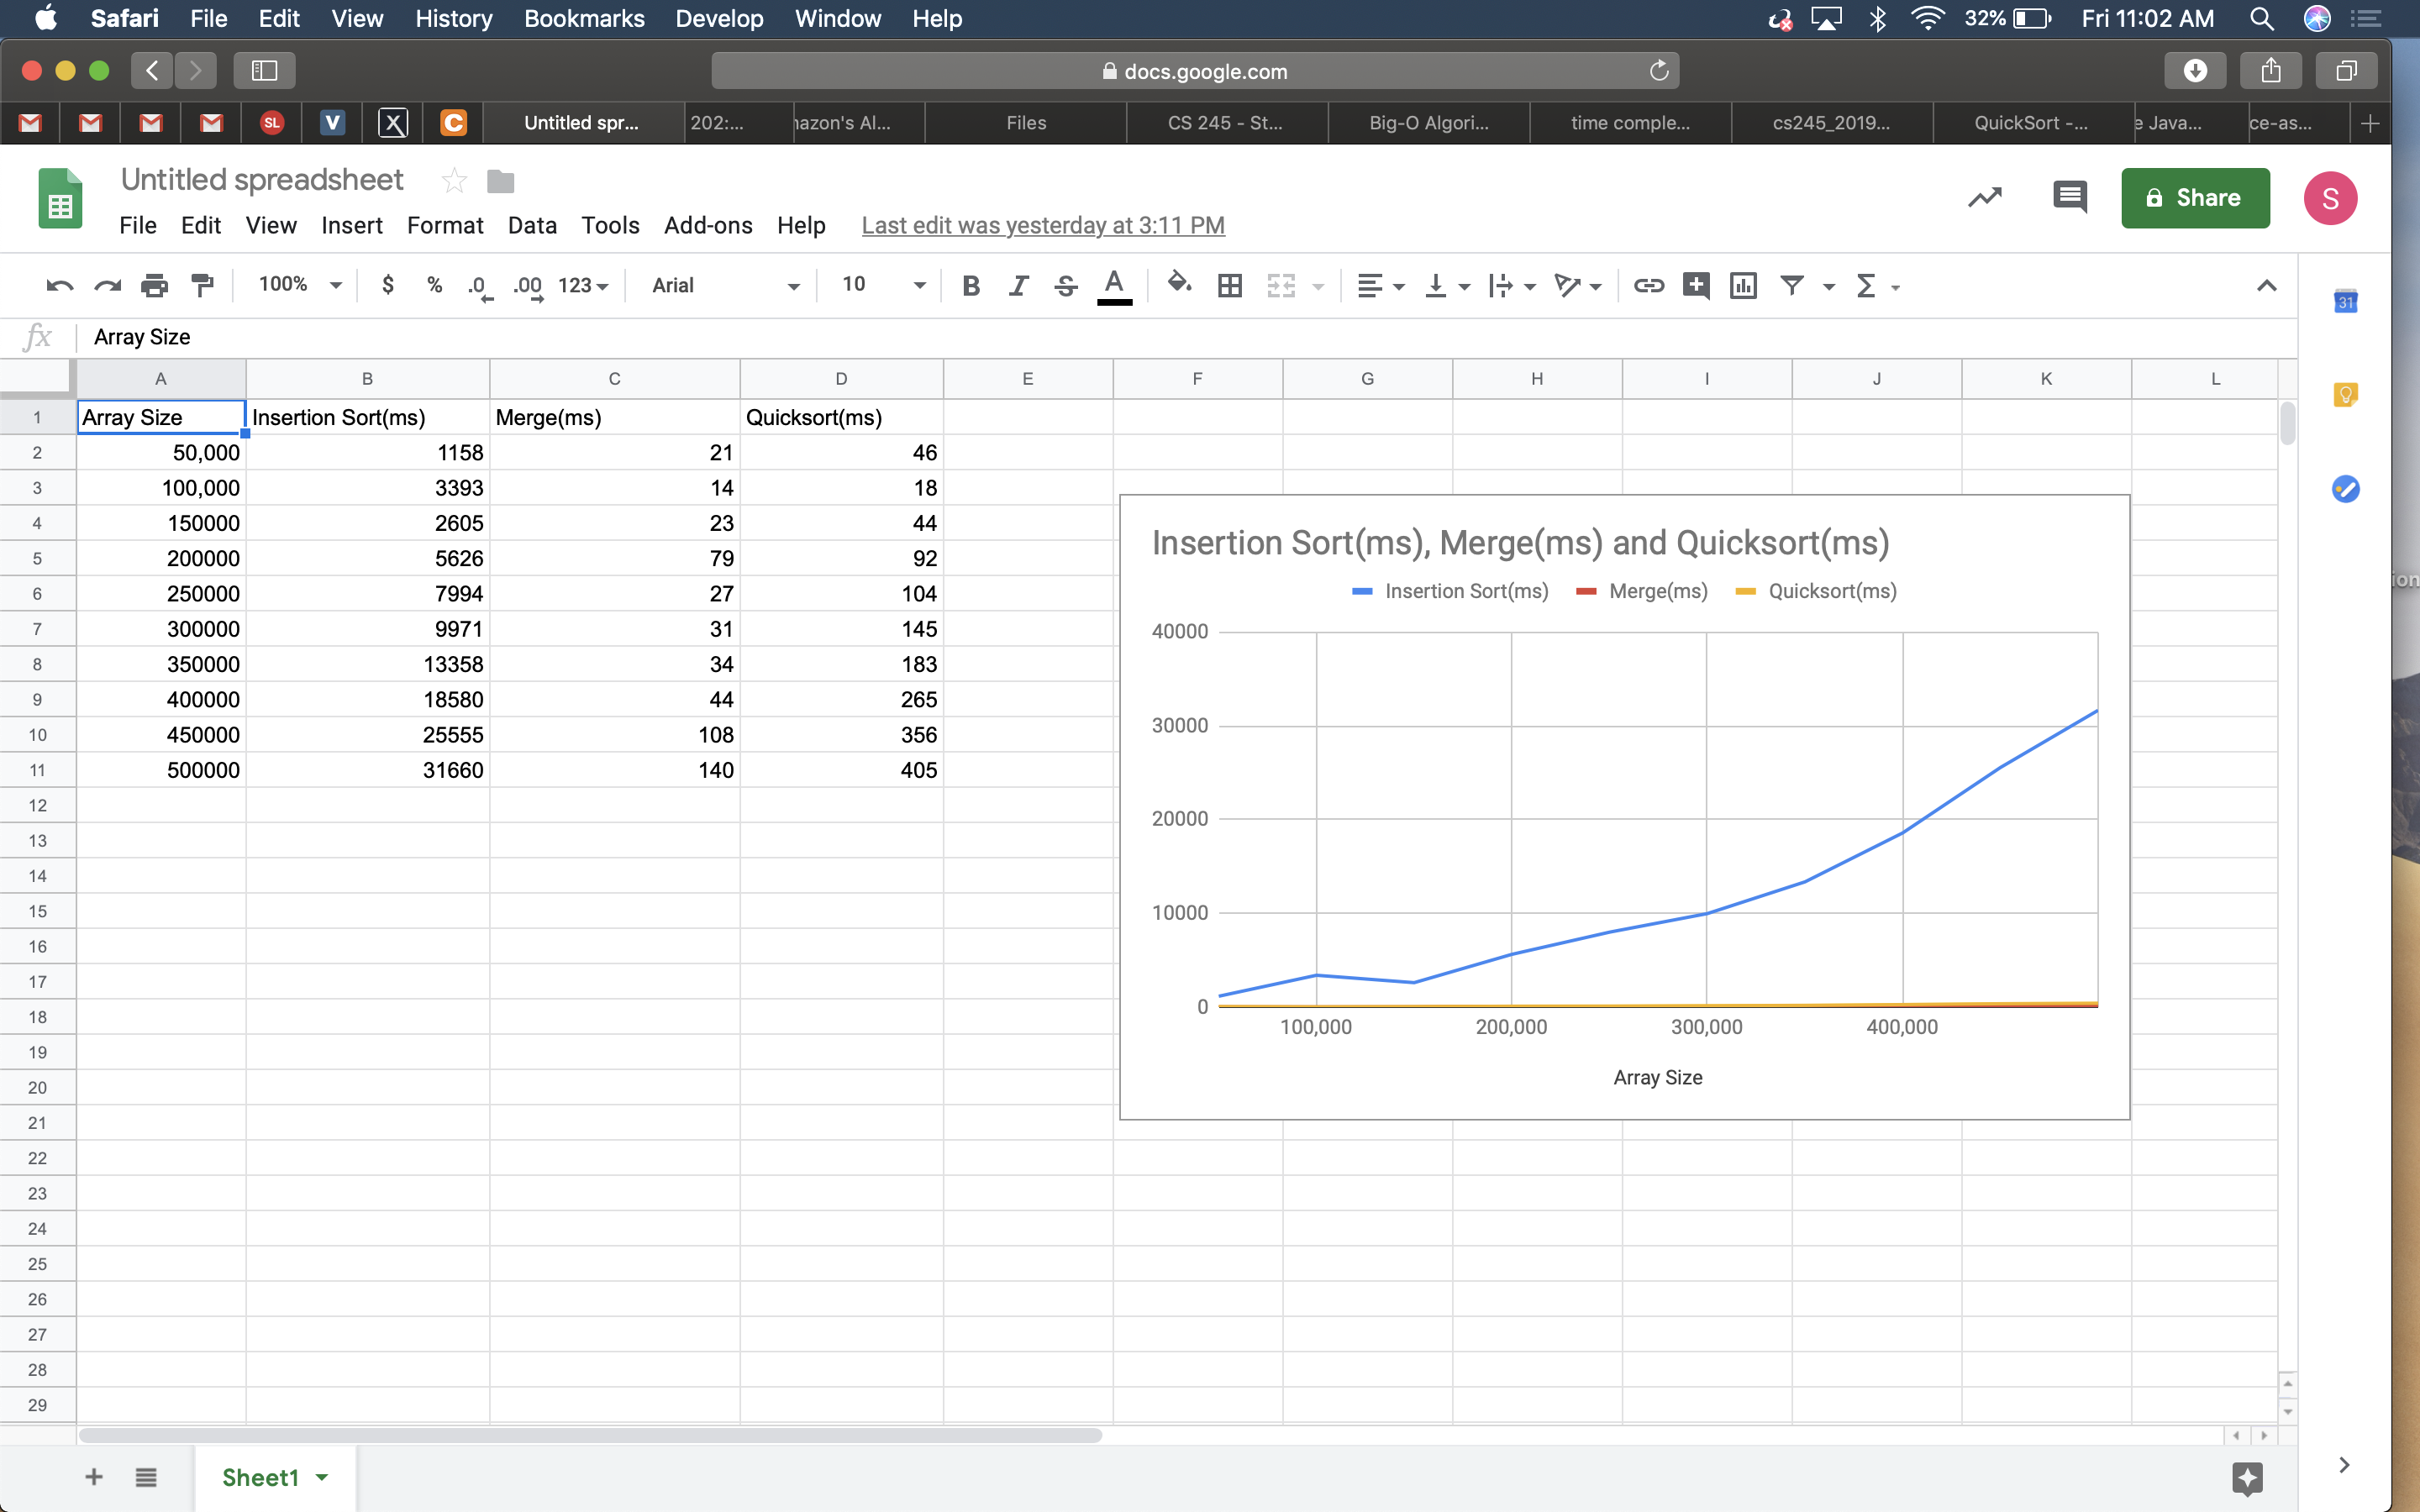 Safari File Edit View History Bookmarks Develop Window Help 32% Fri 11:02 AM
docs.google.com
SL V X C Untitled spr... 202:... nazon's Al... Files CS 245 - St... Big-O Algori... time comple... cs245_2019... QuickSort -... e Java... ce-as... +
Untitled spreadsheet
File Edit View Insert Format Data Tools Add-ons Help Last edit was yesterday at 3:11 PM
Share S
100% $ % .0 .00 123 Arial 10 B I S A Σ
31
fx Array Size
A B C D E F G H I J K L
1 Array Size Insertion Sort(ms) Merge(ms) Quicksort(ms)
2 50,000 1158 21 46
3 100,000 3393 14 18
4 150000 2605 23 44
5 200000 5626 79 92
6 250000 7994 27 104
7 300000 9971 31 145
8 350000 13358 34 183
9 400000 18580 44 265
10 450000 25555 108 356
11 500000 31660 140 405
12
13
14
15
16
17
18
19
20
21
22
23
24
25
26
27
28
29
Insertion Sort(ms), Merge(ms) and Quicksort(ms)
Insertion Sort(ms) Merge(ms) Quicksort(ms)
40000
30000
20000
10000
0
100,000 200,000 300,000 400,000
Array Size
ion
+ Sheet1